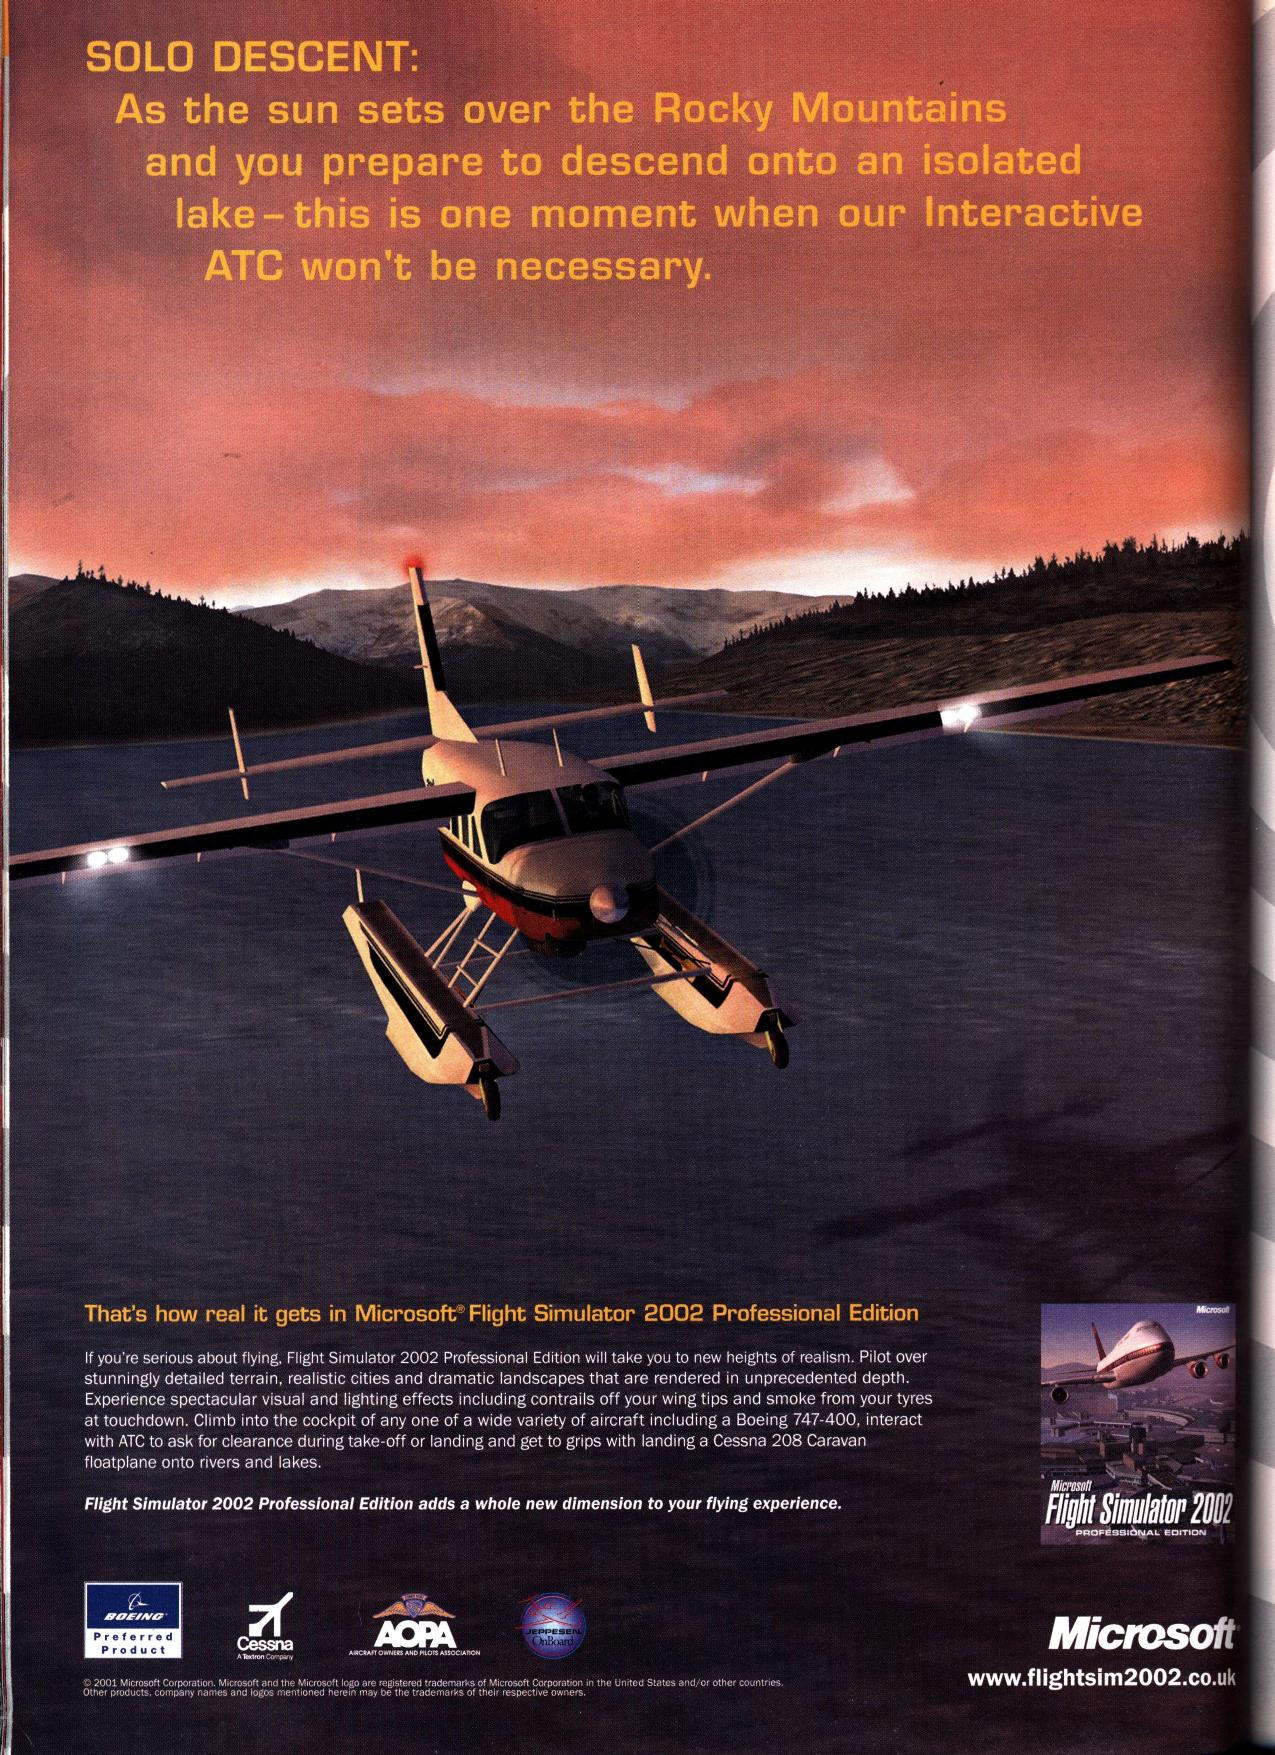 SOLO DESCENT:
As the sun sets over the Rocky Mountains
and you prepare to descend onto an isolated
lake – this is one moment when our Interactive
ATC won't be necessary.
That's how real it gets in Microsoft® Flight Simulator 2002 Professional Edition
If you're serious about flying, Flight Simulator 2002 Professional Edition will take you to new heights of realism. Pilot over
stunningly detailed terrain, realistic cities and dramatic landscapes that are rendered in unprecedented depth.
Experience spectacular visual and lighting effects including contrails off your wing tips and smoke from your tyres
at touchdown. Climb into the cockpit of any one of a wide variety of aircraft including a Boeing 747-400, interact
with ATC to ask for clearance during take-off or landing and get to grips with landing a Cessna 208 Caravan
floatplane onto rivers and lakes.
Flight Simulator 2002 Professional Edition adds a whole new dimension to your flying experience.
Microsoft
Microsoft
Flight Simulator 2002
PROFESSIONAL EDITION
BOEING
Preferred
Product
Cessna
A Textron Company
AOPA
AIRCRAFT OWNERS AND PILOTS ASSOCIATION
JEPPESEN
OnBoard
Microsoft
www.flightsim2002.co.uk
© 2001 Microsoft Corporation. Microsoft and the Microsoft logo are registered trademarks of Microsoft Corporation in the United States and/or other countries.
Other products, company names and logos mentioned herein may be the trademarks of their respective owners.